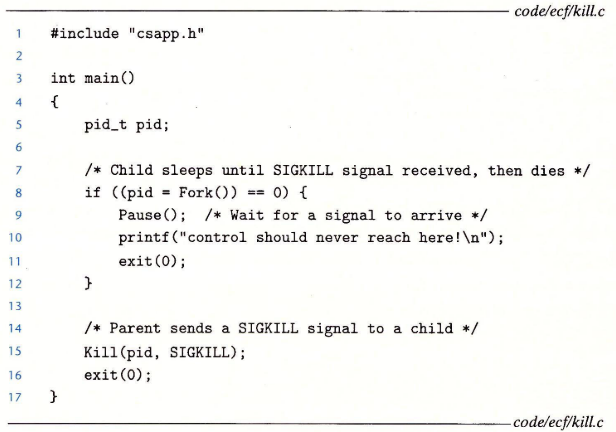 code/ecf/kill.c
1 #include "csapp.h"
2
3 int main()
4 {
5     pid_t pid;
6
7     /* Child sleeps until SIGKILL signal received, then dies */
8     if ((pid = Fork()) == 0) {
9         Pause();  /* Wait for a signal to arrive */
10         printf("control should never reach here!\n");
11         exit(0);
12     }
13
14     /* Parent sends a SIGKILL signal to a child */
15     Kill(pid, SIGKILL);
16     exit(0);
17 }
code/ecf/kill.c